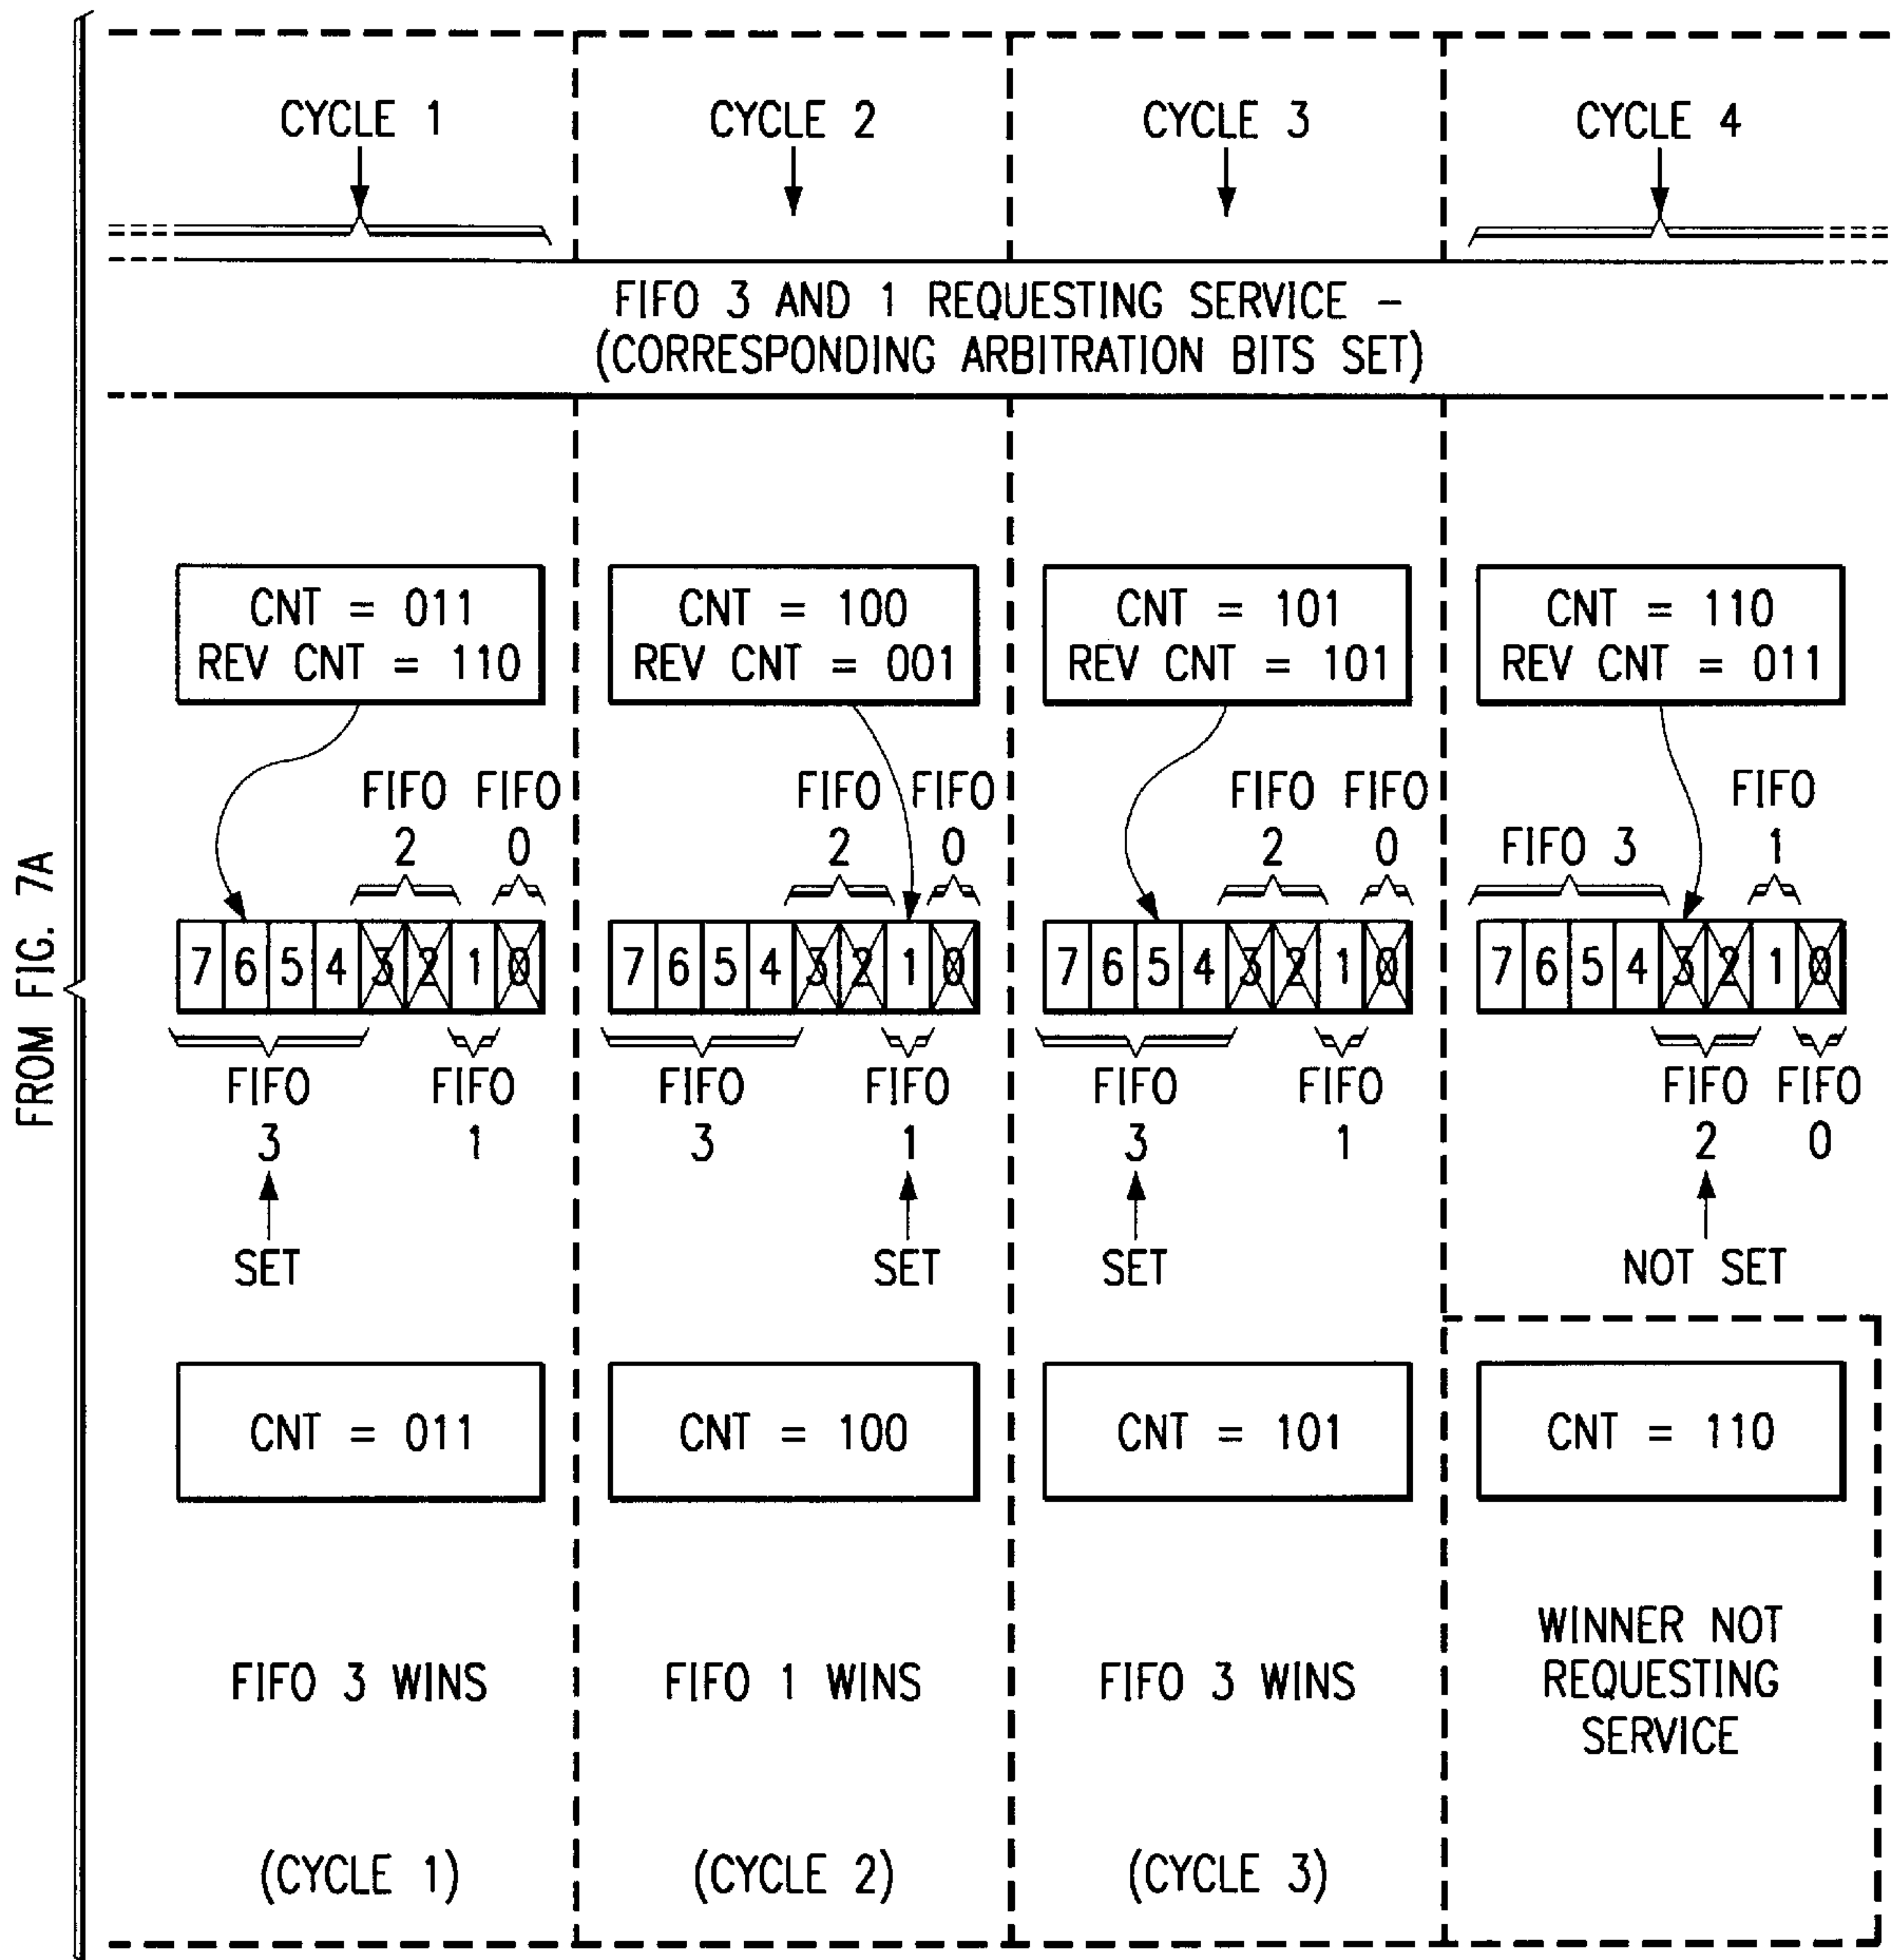 FROM FIG. 7A
CYCLE 1
CYCLE 2
CYCLE 3
CYCLE 4
FIFO 3 AND 1 REQUESTING SERVICE –
(CORRESPONDING ARBITRATION BITS SET)
CNT = 011
REV CNT = 110
FIFO 2
FIFO 0
7 6 5 4 3 2 1 0
FIFO 3
FIFO 1
SET
CNT = 011
FIFO 3 WINS
(CYCLE 1)
CNT = 100
REV CNT = 001
FIFO 2
FIFO 0
7 6 5 4 3 2 1 0
FIFO 3
FIFO 1
SET
CNT = 100
FIFO 1 WINS
(CYCLE 2)
CNT = 101
REV CNT = 101
FIFO 2
FIFO 0
7 6 5 4 3 2 1 0
FIFO 3
FIFO 1
SET
CNT = 101
FIFO 3 WINS
(CYCLE 3)
CNT = 110
REV CNT = 011
FIFO 3
FIFO 1
7 6 5 4 3 2 1 0
FIFO 2
FIFO 0
NOT SET
CNT = 110
WINNER NOT
REQUESTING
SERVICE